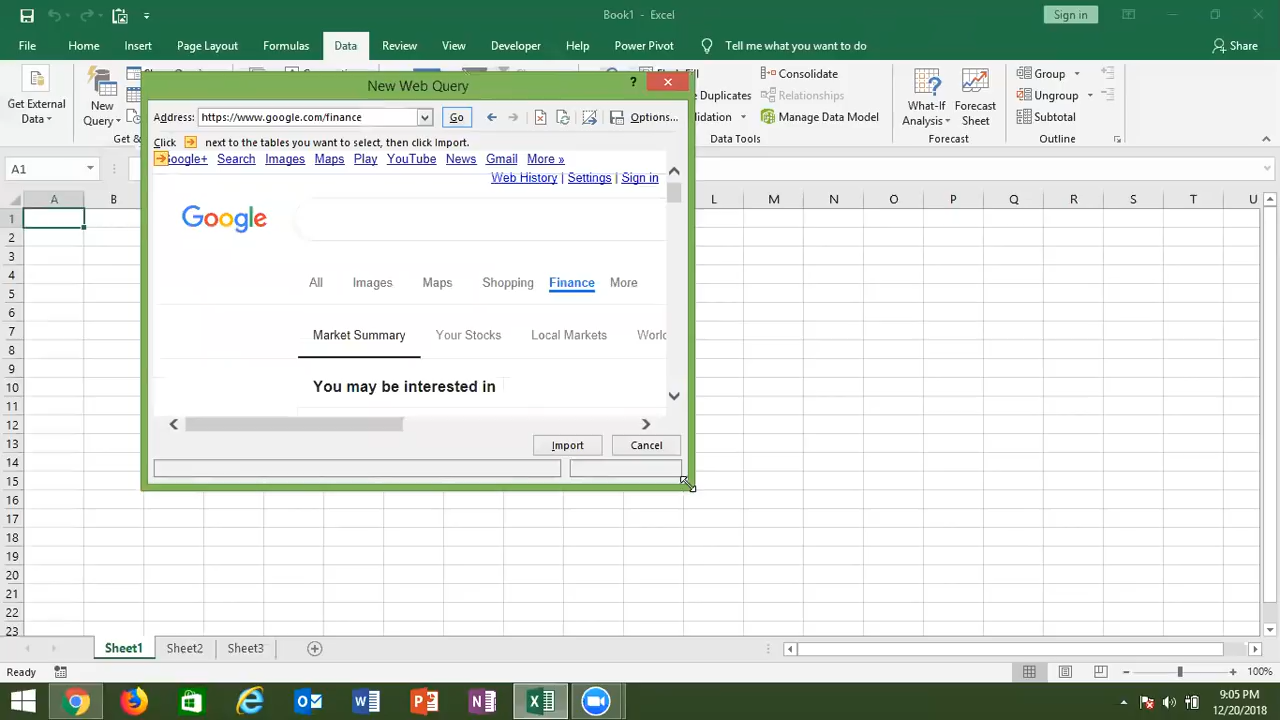 Book1 - Excel
Sign in
File Home Insert Page Layout Formulas Data Review View Developer Help Power Pivot Tell me what you want to do Share
Get External Data
New Query
Get &
Duplicates
Consolidate
Relationships
Manage Data Model
Data Tools
What-If Analysis
Forecast Sheet
Forecast
Group
Ungroup
Subtotal
Outline
New Web Query
?
Address: https://www.google.com/finance Go Options...
Click next to the tables you want to select, then click Import.
Search Images Maps Play YouTube News Gmail More »
Web History | Settings | Sign in
Google
All Images Maps Shopping Finance More
Market Summary Your Stocks Local Markets
You may be interested in
Import Cancel
A1
A B L M N O P Q R S T U
1
2
3
4
5
6
7
8
9
10
11
12
13
14
15
16
17
18
19
20
21
22
23
Sheet1 Sheet2 Sheet3
Ready
100%
9:05 PM
12/20/2018